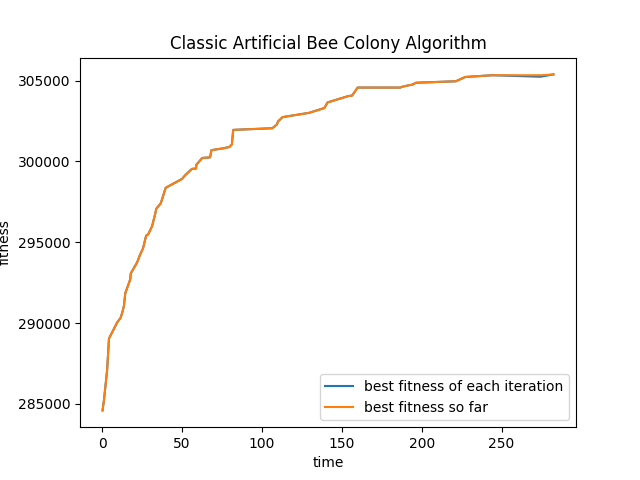 Classic Artificial Bee Colony Algorithm
fitness
305000
300000
295000
290000
285000
best fitness of each iteration
best fitness so far
0 50 100 150 200 250
time